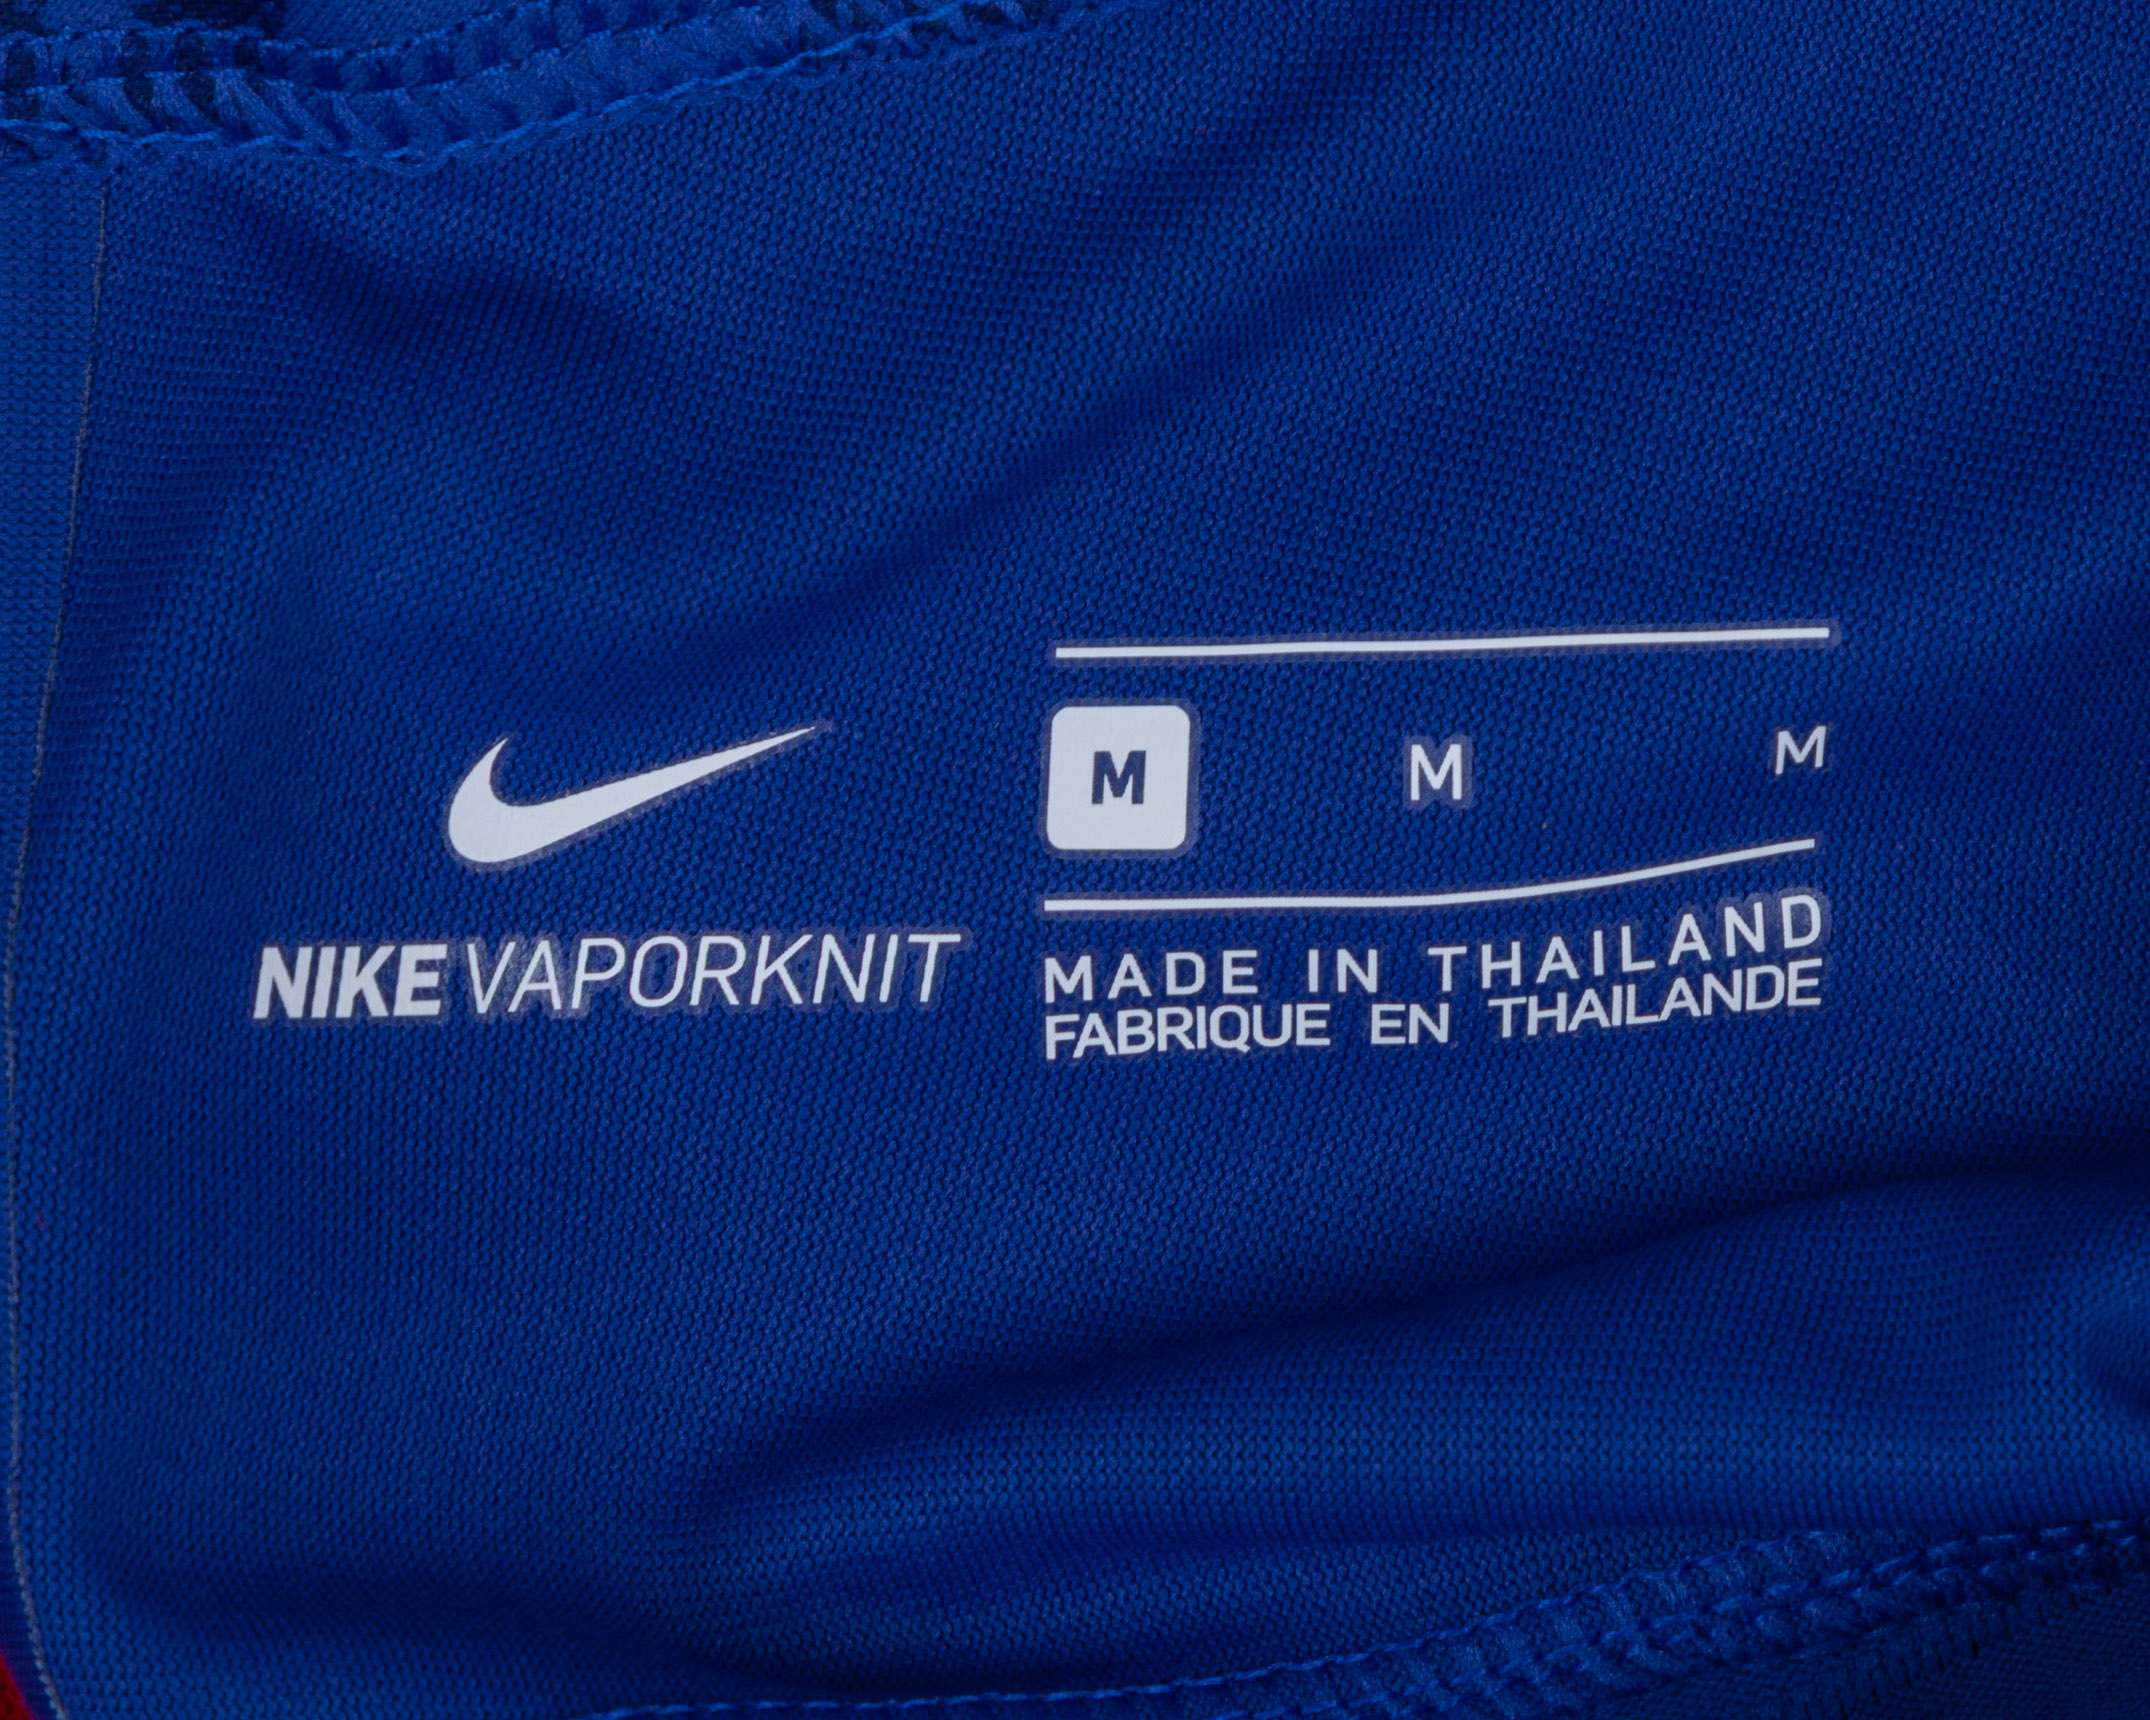 NIKE VAPORKNIT
M M M
MADE IN THAILAND
FABRIQUE EN THAILANDE